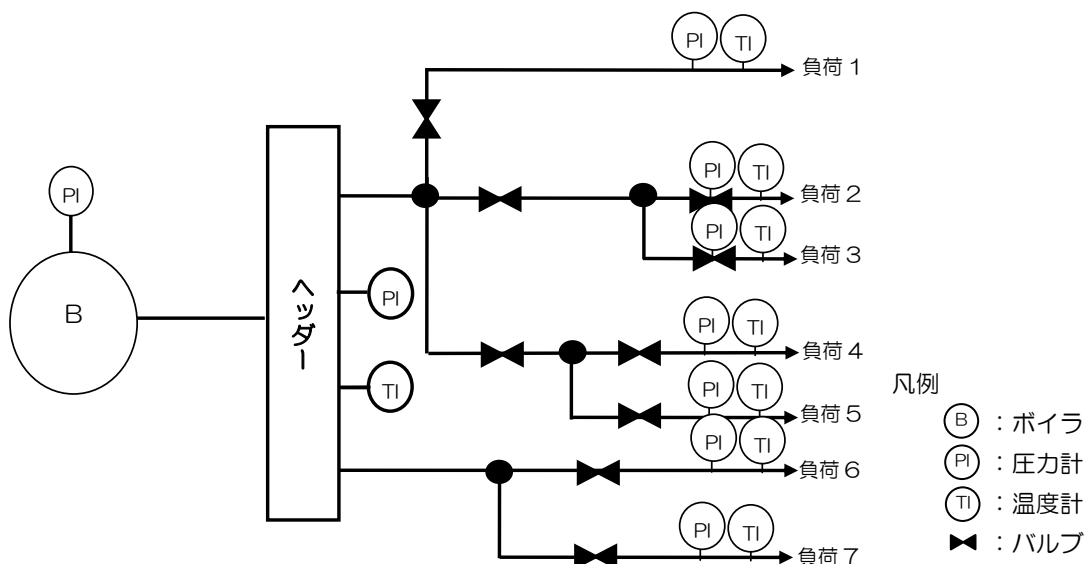 PI
TI
負荷1
PI
B
ヘッダー
PI
TI
PI
TI
負荷2
PI
TI
負荷3
PI
TI
負荷4
PI
TI
負荷5
PI
TI
負荷6
PI
TI
負荷7
凡例
B :ボイラ
PI :圧力計
TI :温度計
:バルブ